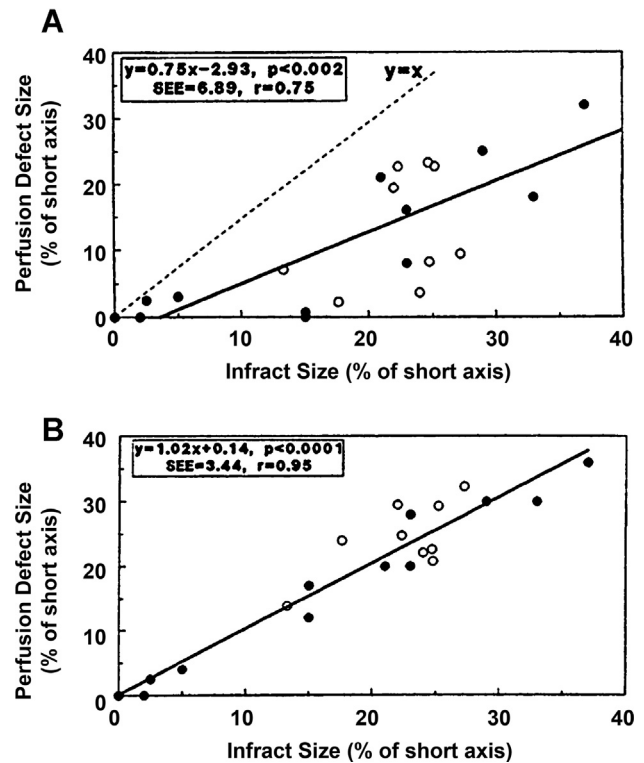 A
40
30
20
10
0
Perfusion Defect Size
(% of short axis)
y=0.75x-2.93, p<0.002
SEE=6.89, r=0.75
y=x
0 10 20 30 40
Infract Size (% of short axis)
B
40
30
20
10
0
Perfusion Defect Size
(% of short axis)
y=1.02x+0.14, p<0.0001
SEE=3.44, r=0.95
0 10 20 30 40
Infract Size (% of short axis)